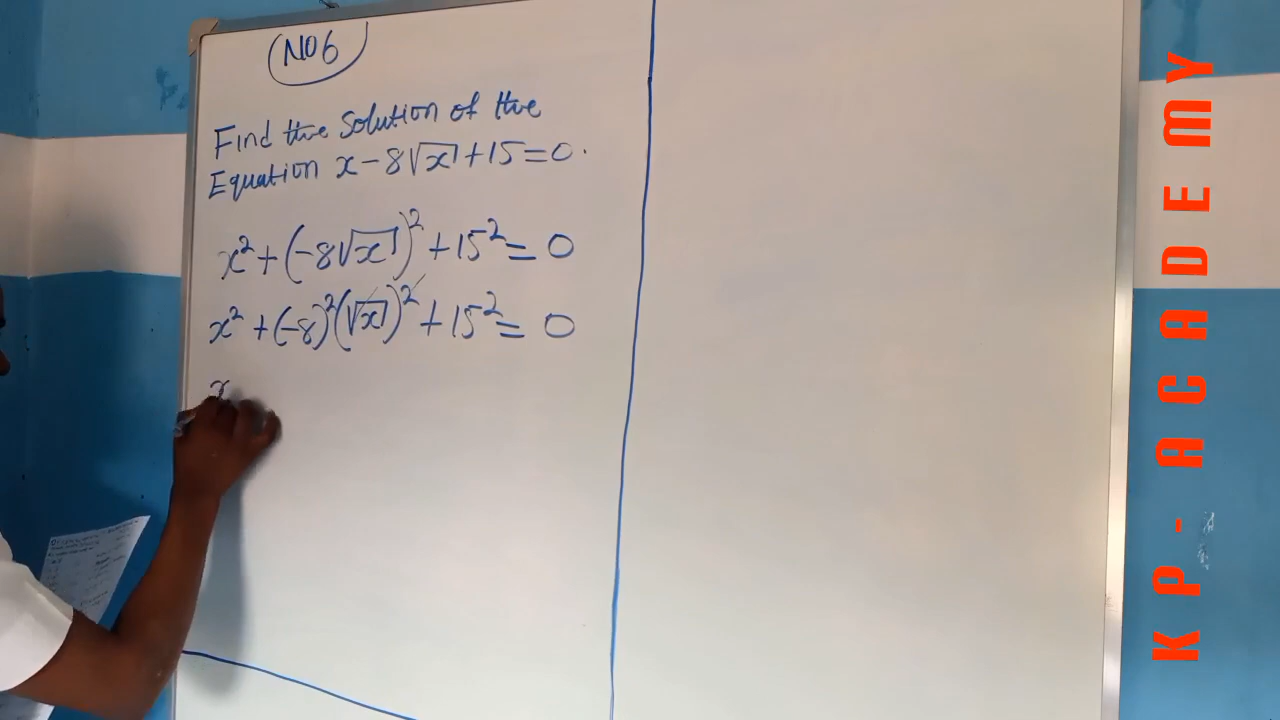 NO6
Find the solution of the
Equation x - 8√x + 15 = 0.
x² + (-8√x)² + 15² = 0
x² + (-8)²(√x)² + 15² = 0
x
KP-ACADEMY